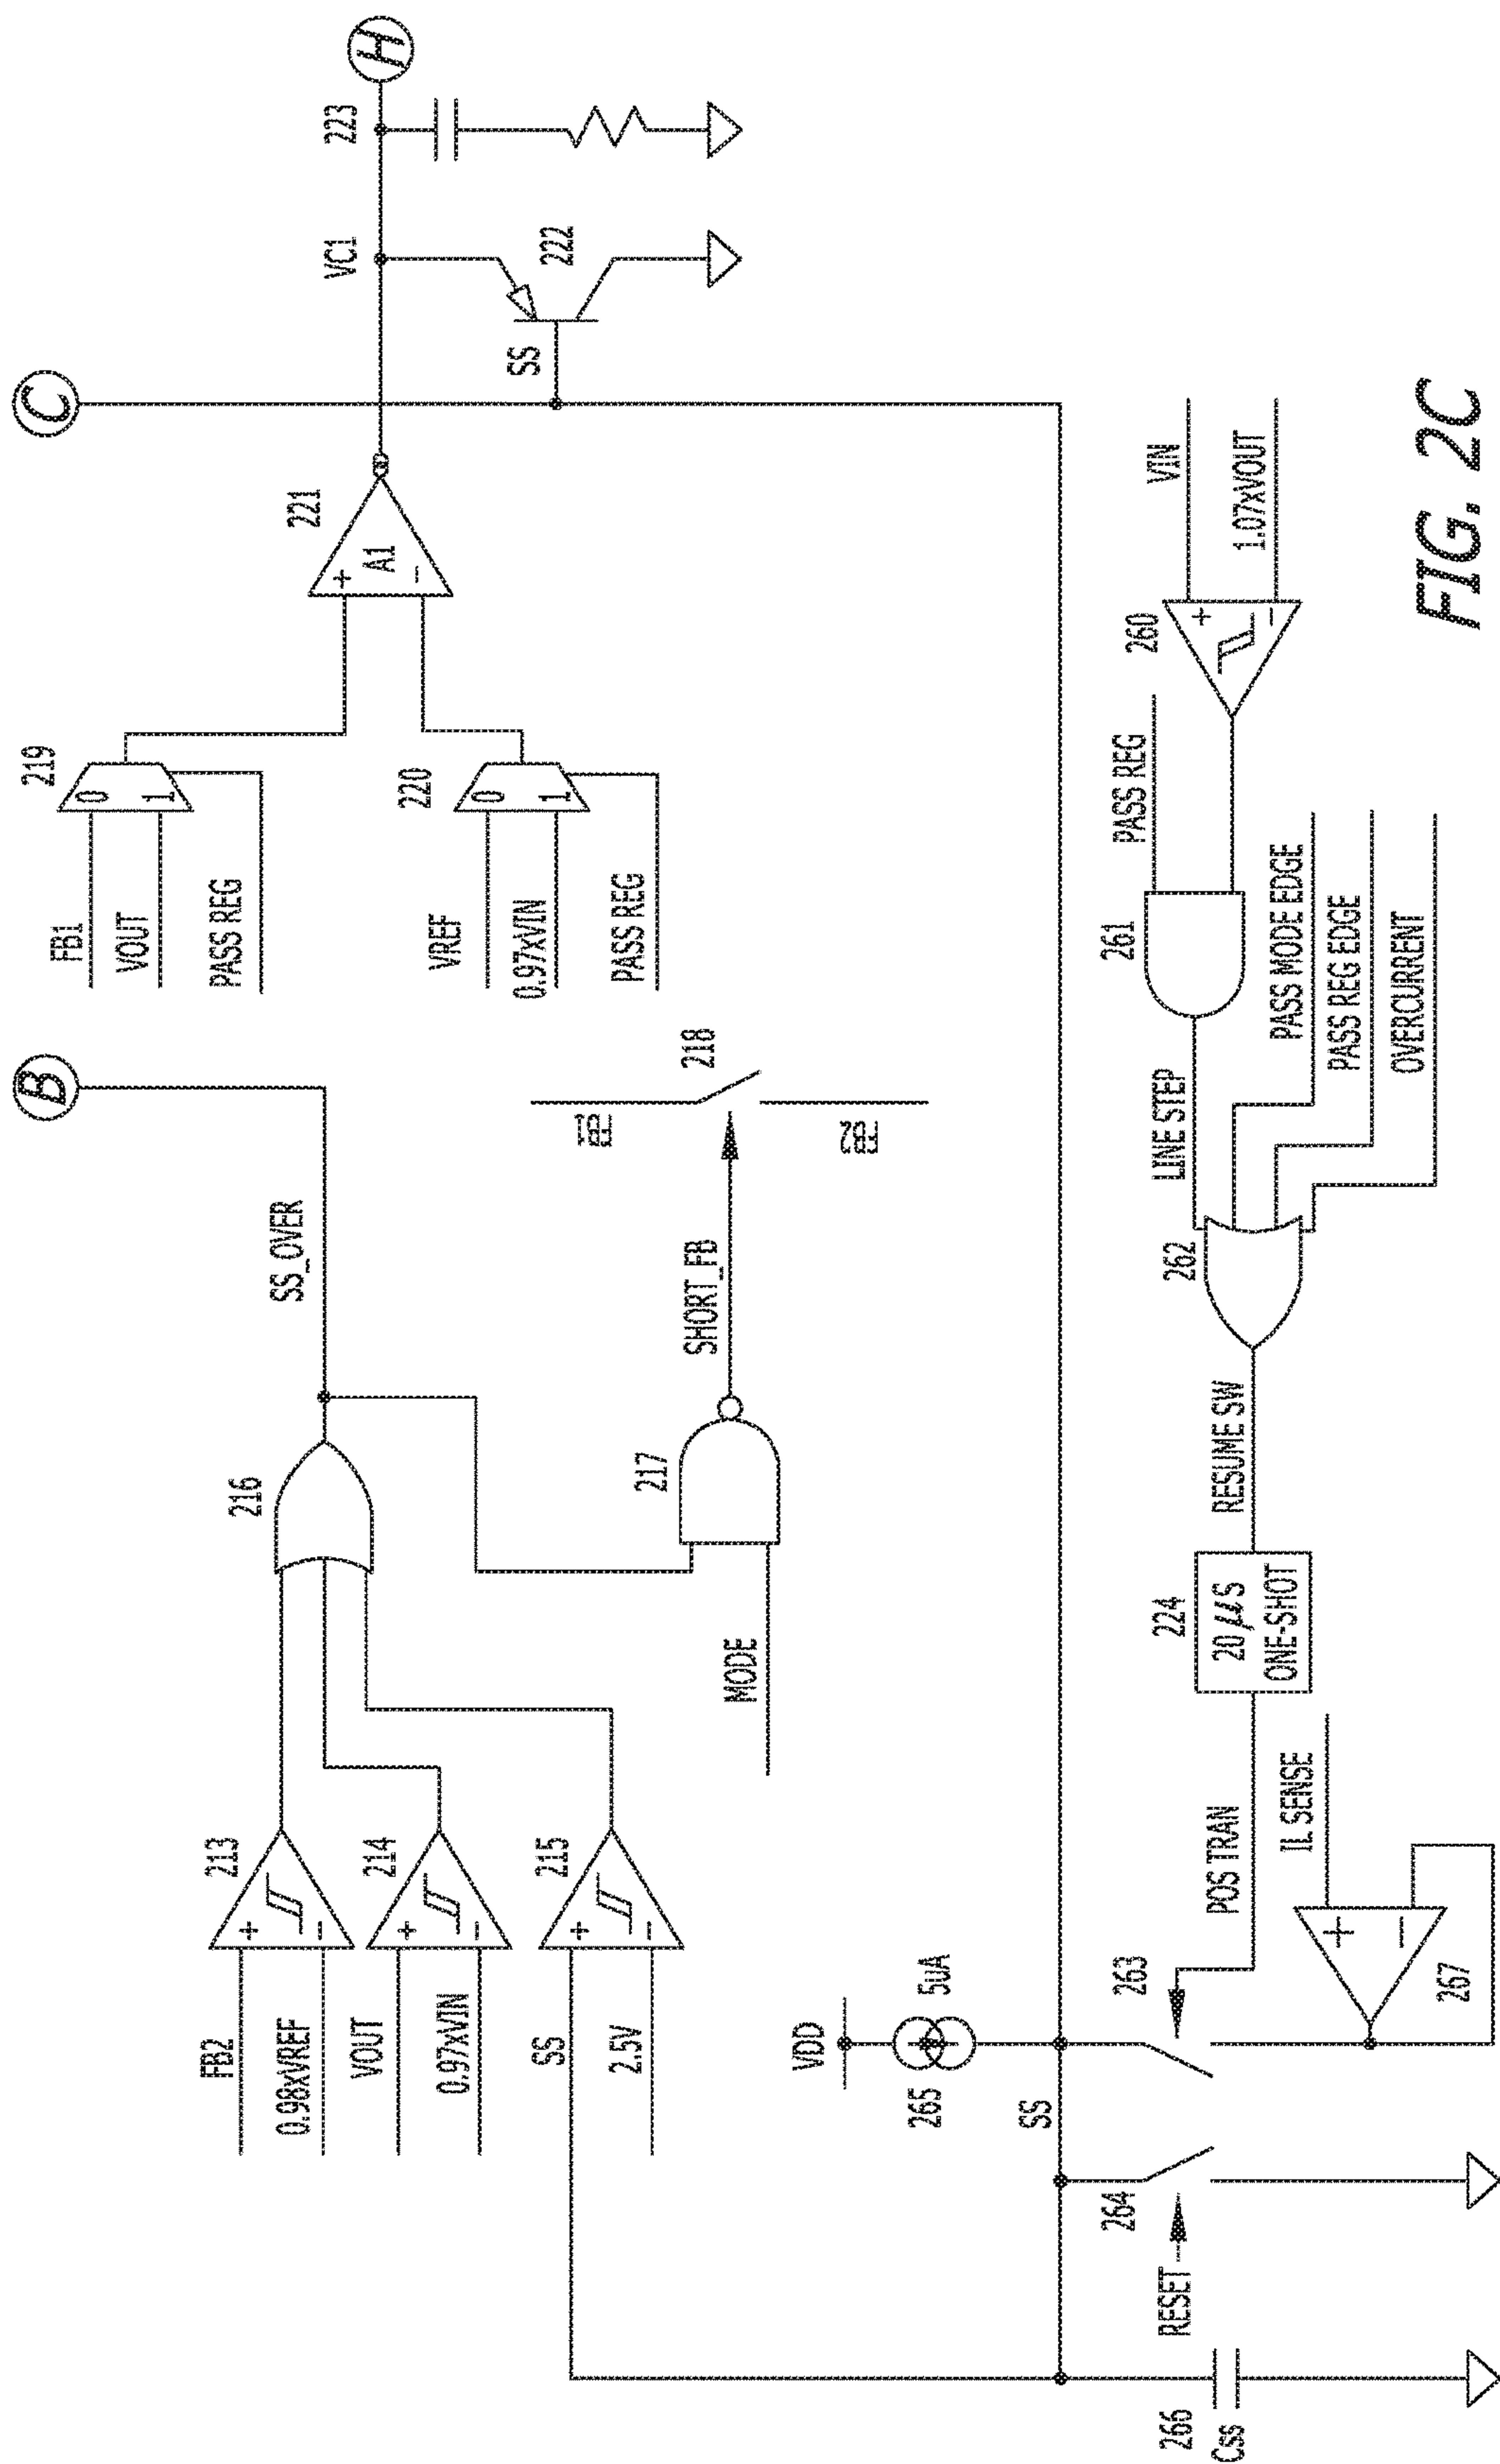 B
C
H
FB2
0.98xVREF
213
+
−
VOUT
0.97xVIN
214
+
−
SS
2.5V
215
+
−
216
SS_OVER
MODE
217
SHORT_FB
218
FB1
FB2
FB1
VOUT
PASS REG
219
0
1
VREF
0.97xVIN
PASS REG
220
0
1
221
+
A1
−
VC1
SS
222
223
VDD
265
5uA
SS
RESET
264
263
266
Css
POS TRAN
IL SENSE
+
−
267
224
20 μS
ONE-SHOT
RESUME SW
262
LINE STEP
PASS MODE EDGE
PASS REG EDGE
OVERCURRENT
261
PASS REG
260
+
−
VIN
1.07xVOUT
FIG. 2C